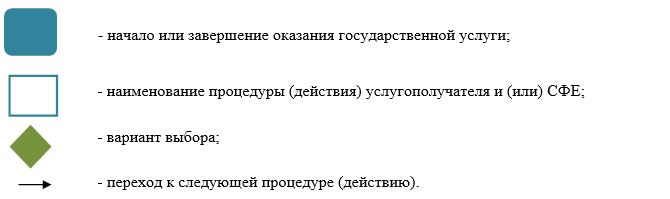 - начало или завершение оказания государственной услуги;
- наименование процедуры (действия) услугополучателя и (или) СФЕ;
- вариант выбора;
- переход к следующей процедуре (действию).